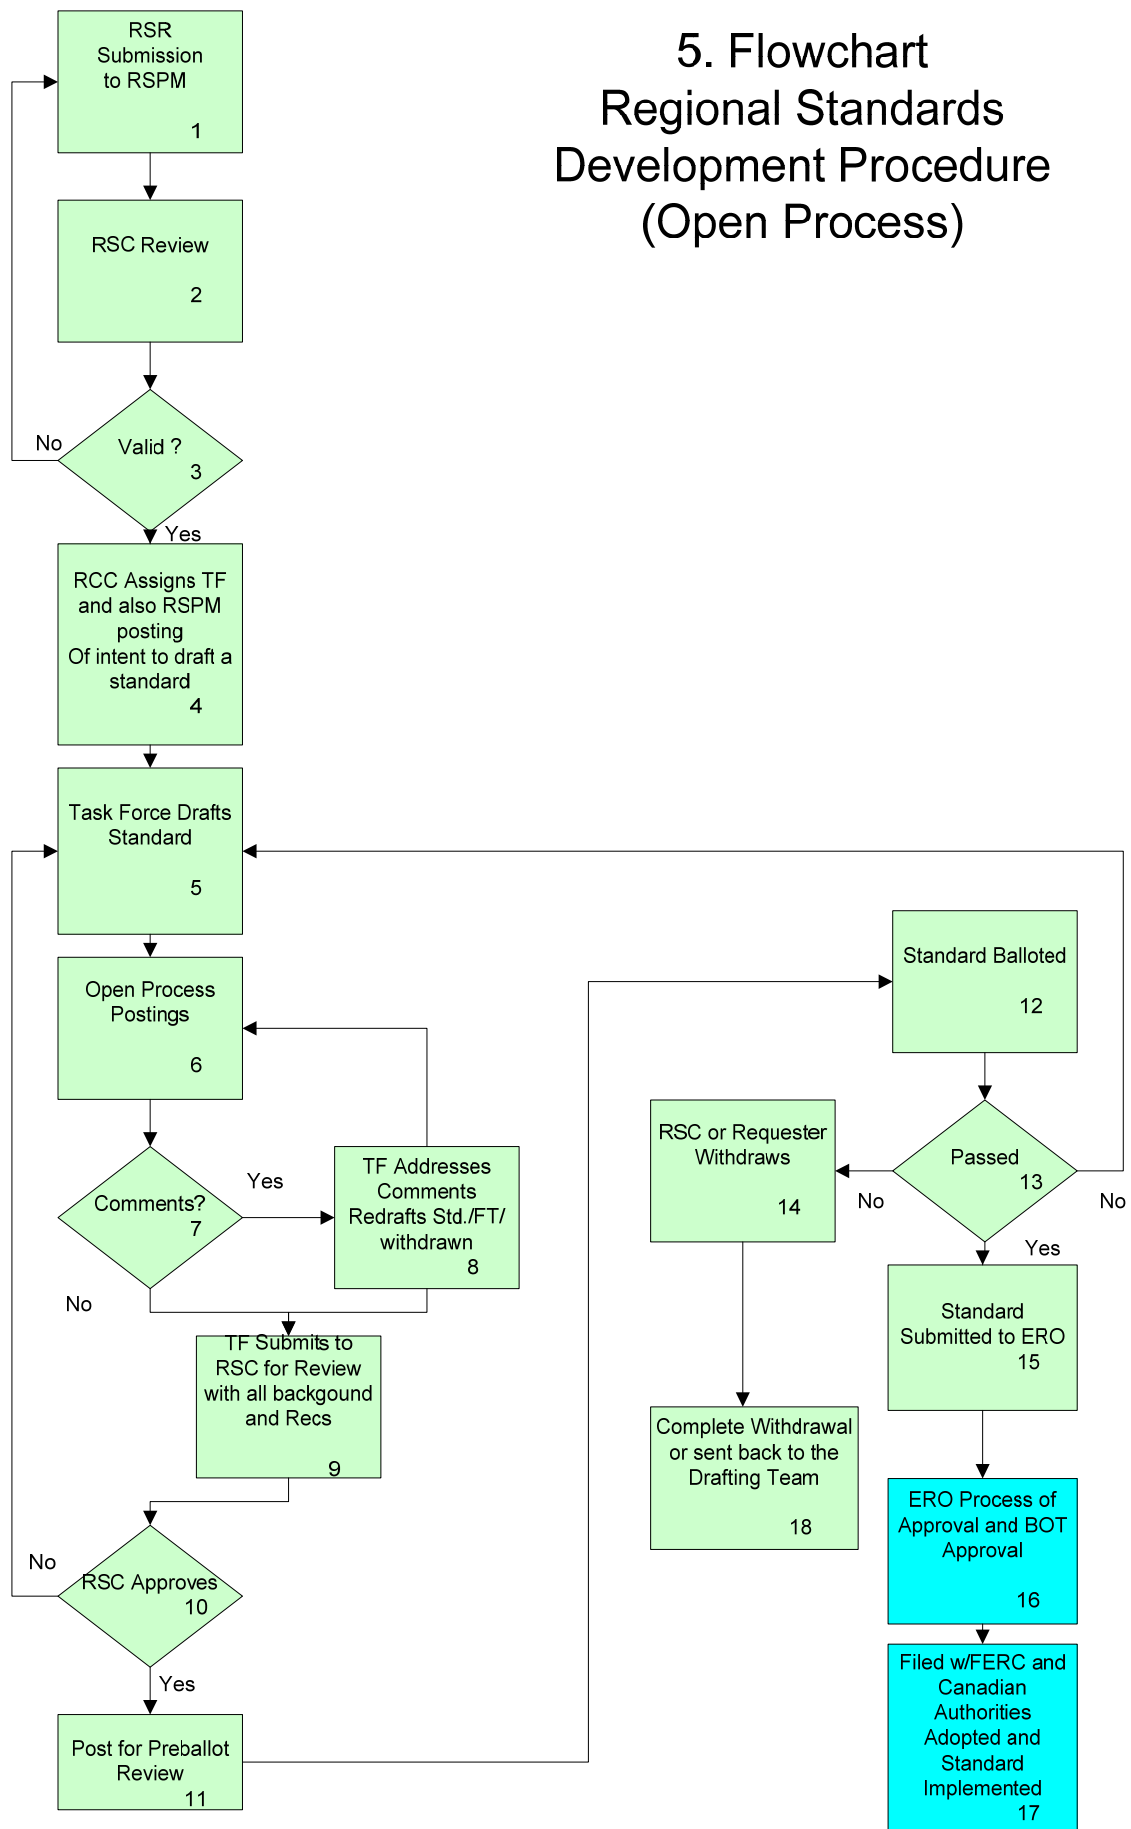 5. Flowchart
Regional Standards
Development Procedure
(Open Process)
RSR
Submission
to RSPM
1
RSC Review
2
Valid ?
3
No
Yes
RCC Assigns TF
and also RSPM
posting
Of intent to draft a
standard
4
Task Force Drafts
Standard
5
Open Process
Postings
6
Comments?
7
Yes
No
TF Addresses
Comments
Redrafts Std./FT/
withdrawn
8
TF Submits to
RSC for Review
with all backgound
and Recs
9
RSC Approves
10
No
Yes
Post for Preballot
Review
11
Standard Balloted
12
Passed
13
No
No
Yes
RSC or Requester
Withdraws
14
Standard
Submitted to ERO
15
Complete Withdrawal
or sent back to the
Drafting Team
18
ERO Process of
Approval and BOT
Approval
16
Filed w/FERC and
Canadian
Authorities
Adopted and
Standard
Implemented
17